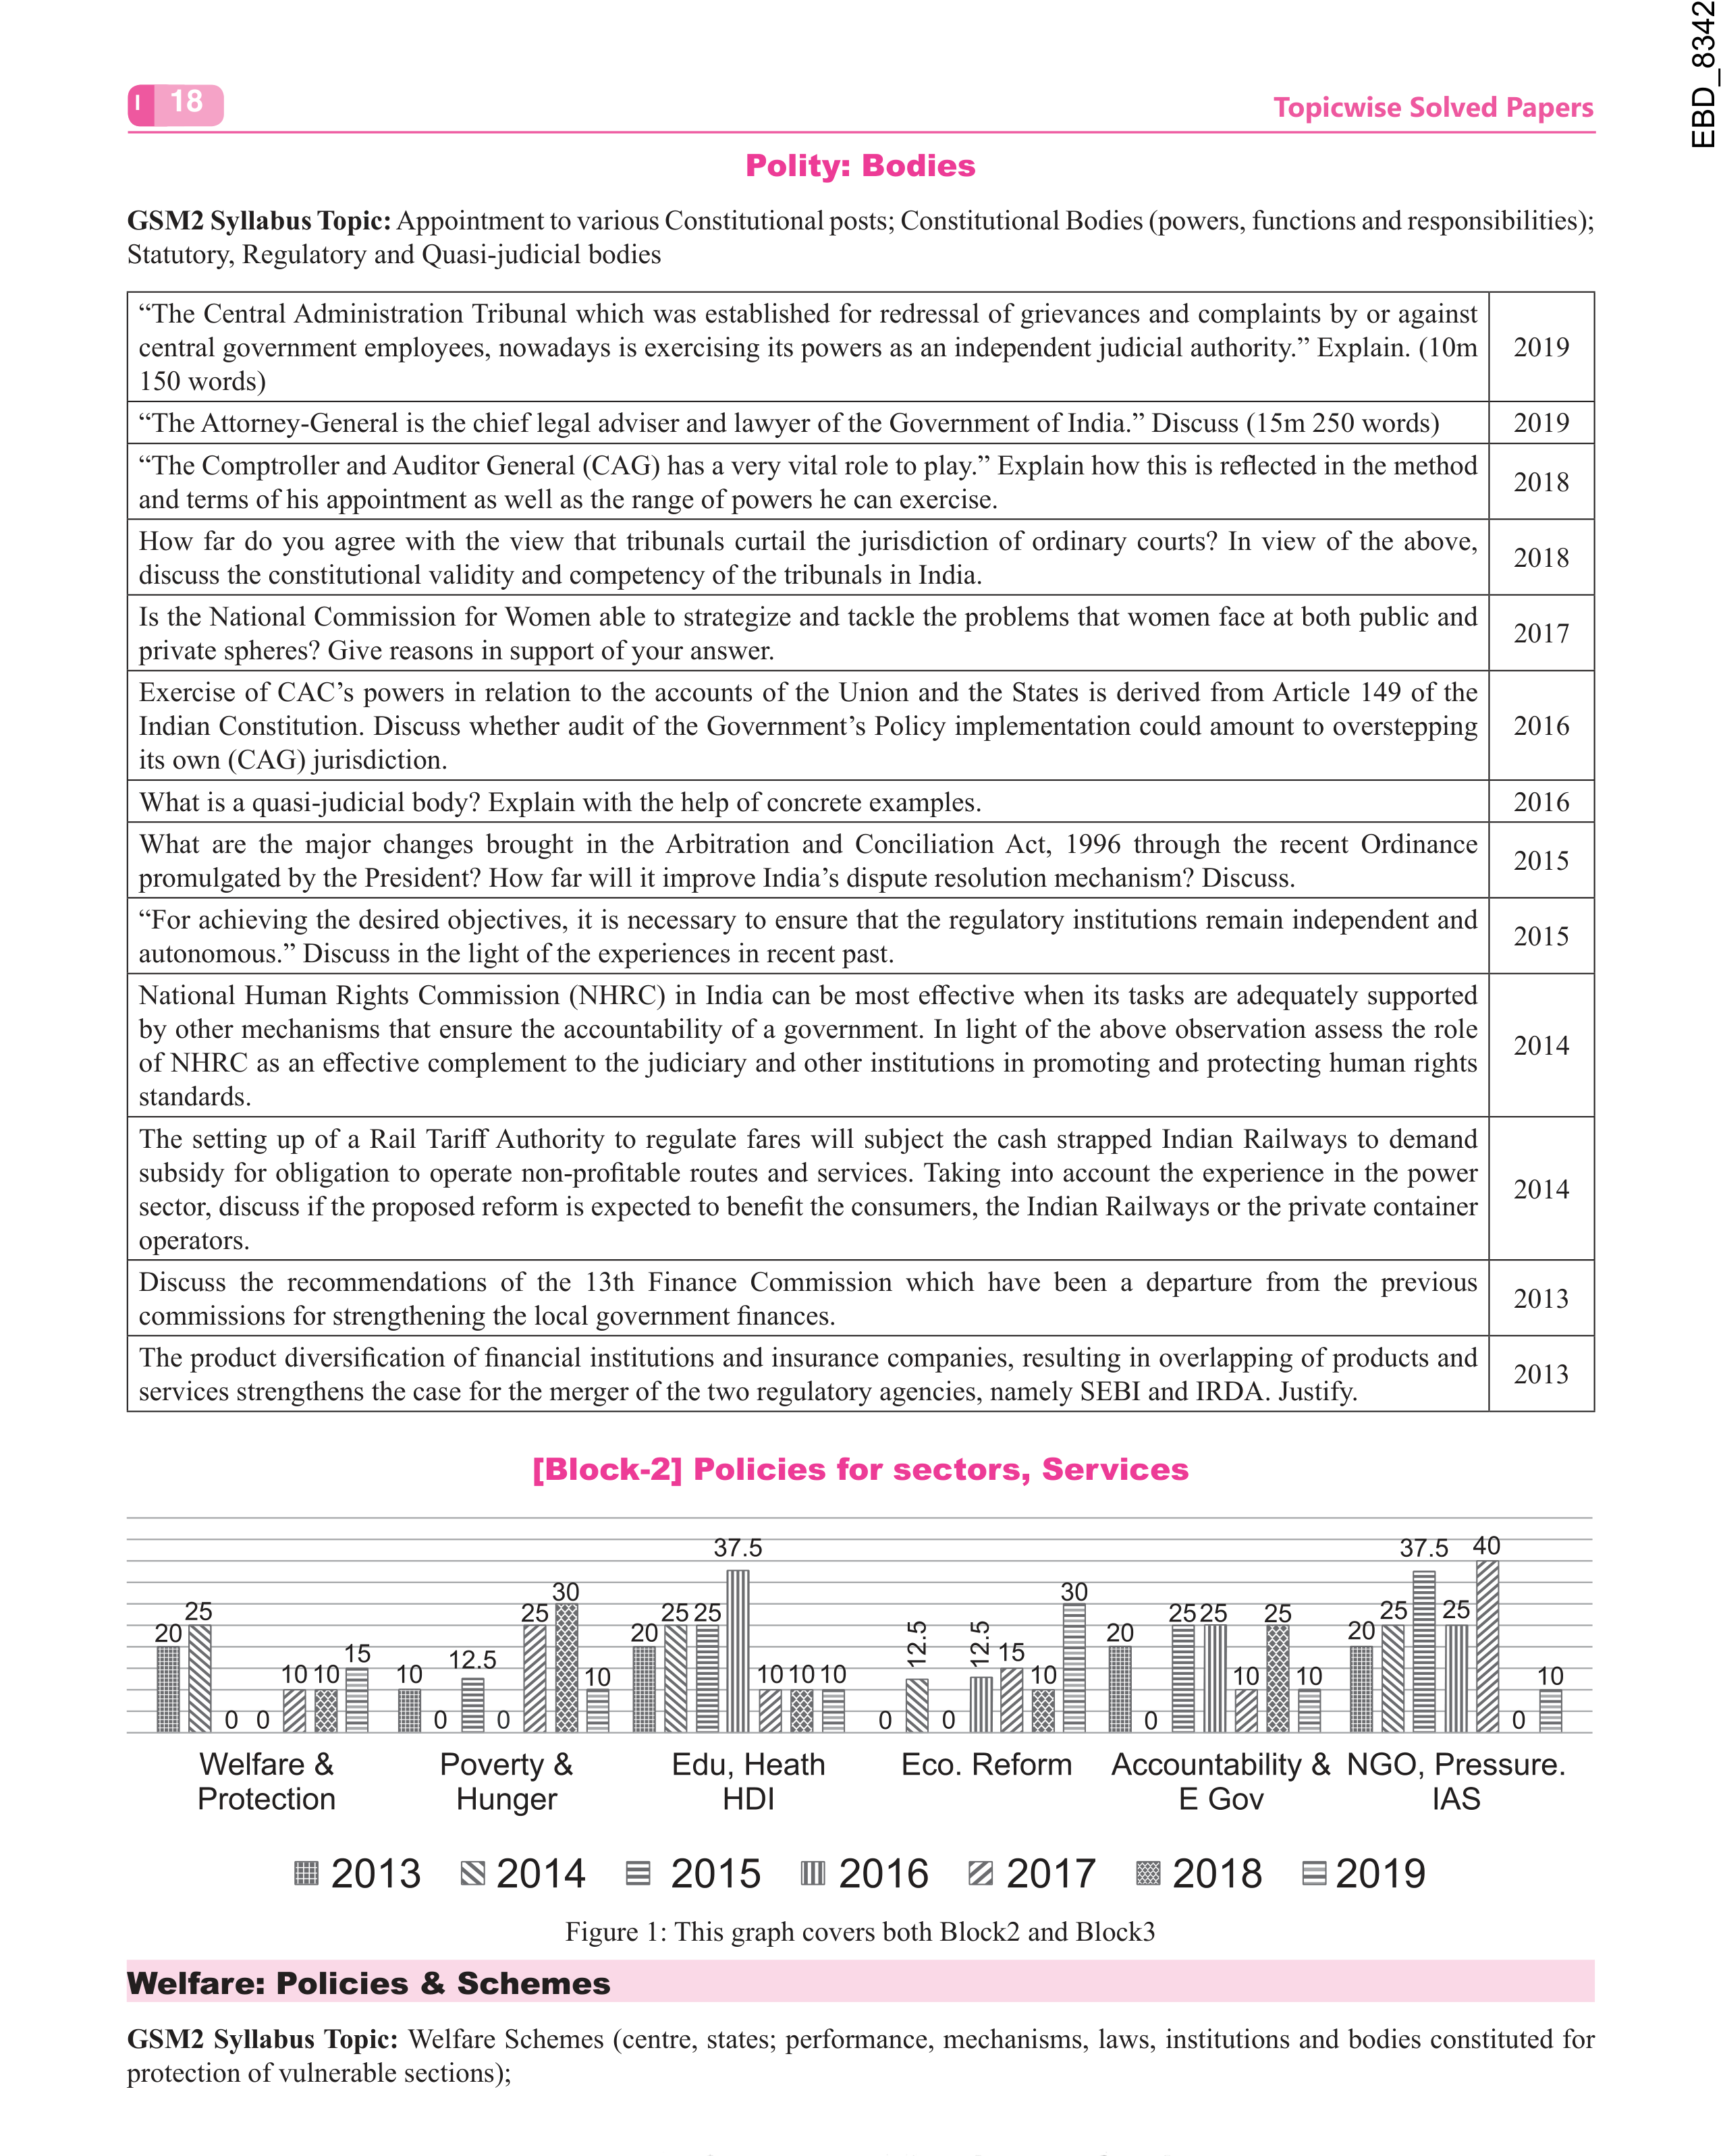 EBD_8342
I 18
Topicwise Solved Papers
Polity: Bodies
GSM2 Syllabus Topic: Appointment to various Constitutional posts; Constitutional Bodies (powers, functions and responsibilities);
Statutory, Regulatory and Quasi-judicial bodies
“The Central Administration Tribunal which was established for redressal of grievances and complaints by or against
central government employees, nowadays is exercising its powers as an independent judicial authority.” Explain. (10m
150 words)
2019
“The Attorney-General is the chief legal adviser and lawyer of the Government of India.” Discuss (15m 250 words)
2019
“The Comptroller and Auditor General (CAG) has a very vital role to play.” Explain how this is reflected in the method
and terms of his appointment as well as the range of powers he can exercise.
2018
How far do you agree with the view that tribunals curtail the jurisdiction of ordinary courts? In view of the above,
discuss the constitutional validity and competency of the tribunals in India.
2018
Is the National Commission for Women able to strategize and tackle the problems that women face at both public and
private spheres? Give reasons in support of your answer.
2017
Exercise of CAC’s powers in relation to the accounts of the Union and the States is derived from Article 149 of the
Indian Constitution. Discuss whether audit of the Government’s Policy implementation could amount to overstepping
its own (CAG) jurisdiction.
2016
What is a quasi-judicial body? Explain with the help of concrete examples.
2016
What are the major changes brought in the Arbitration and Conciliation Act, 1996 through the recent Ordinance
promulgated by the President? How far will it improve India’s dispute resolution mechanism? Discuss.
2015
“For achieving the desired objectives, it is necessary to ensure that the regulatory institutions remain independent and
autonomous.” Discuss in the light of the experiences in recent past.
2015
National Human Rights Commission (NHRC) in India can be most effective when its tasks are adequately supported
by other mechanisms that ensure the accountability of a government. In light of the above observation assess the role
of NHRC as an effective complement to the judiciary and other institutions in promoting and protecting human rights
standards.
2014
The setting up of a Rail Tariff Authority to regulate fares will subject the cash strapped Indian Railways to demand
subsidy for obligation to operate non-profitable routes and services. Taking into account the experience in the power
sector, discuss if the proposed reform is expected to benefit the consumers, the Indian Railways or the private container
operators.
2014
Discuss the recommendations of the 13th Finance Commission which have been a departure from the previous
commissions for strengthening the local government finances.
2013
The product diversification of financial institutions and insurance companies, resulting in overlapping of products and
services strengthens the case for the merger of the two regulatory agencies, namely SEBI and IRDA. Justify.
2013
[Block-2] Policies for sectors, Services
20 25 0 0 10 10 15
10 0 12.5 0 25 30 10
20 25 25 37.5 10 10 10
0 12.5 0 12.5 15 10 30
20 0 25 25 10 25 10
20 25 37.5 25 40 0 10
Welfare &
Protection
Poverty &
Hunger
Edu, Heath
HDI
Eco. Reform
Accountability &
E Gov
NGO, Pressure.
IAS
2013 2014 2015 2016 2017 2018 2019
Figure 1: This graph covers both Block2 and Block3
Welfare: Policies & Schemes
GSM2 Syllabus Topic: Welfare Schemes (centre, states; performance, mechanisms, laws, institutions and bodies constituted for
protection of vulnerable sections);